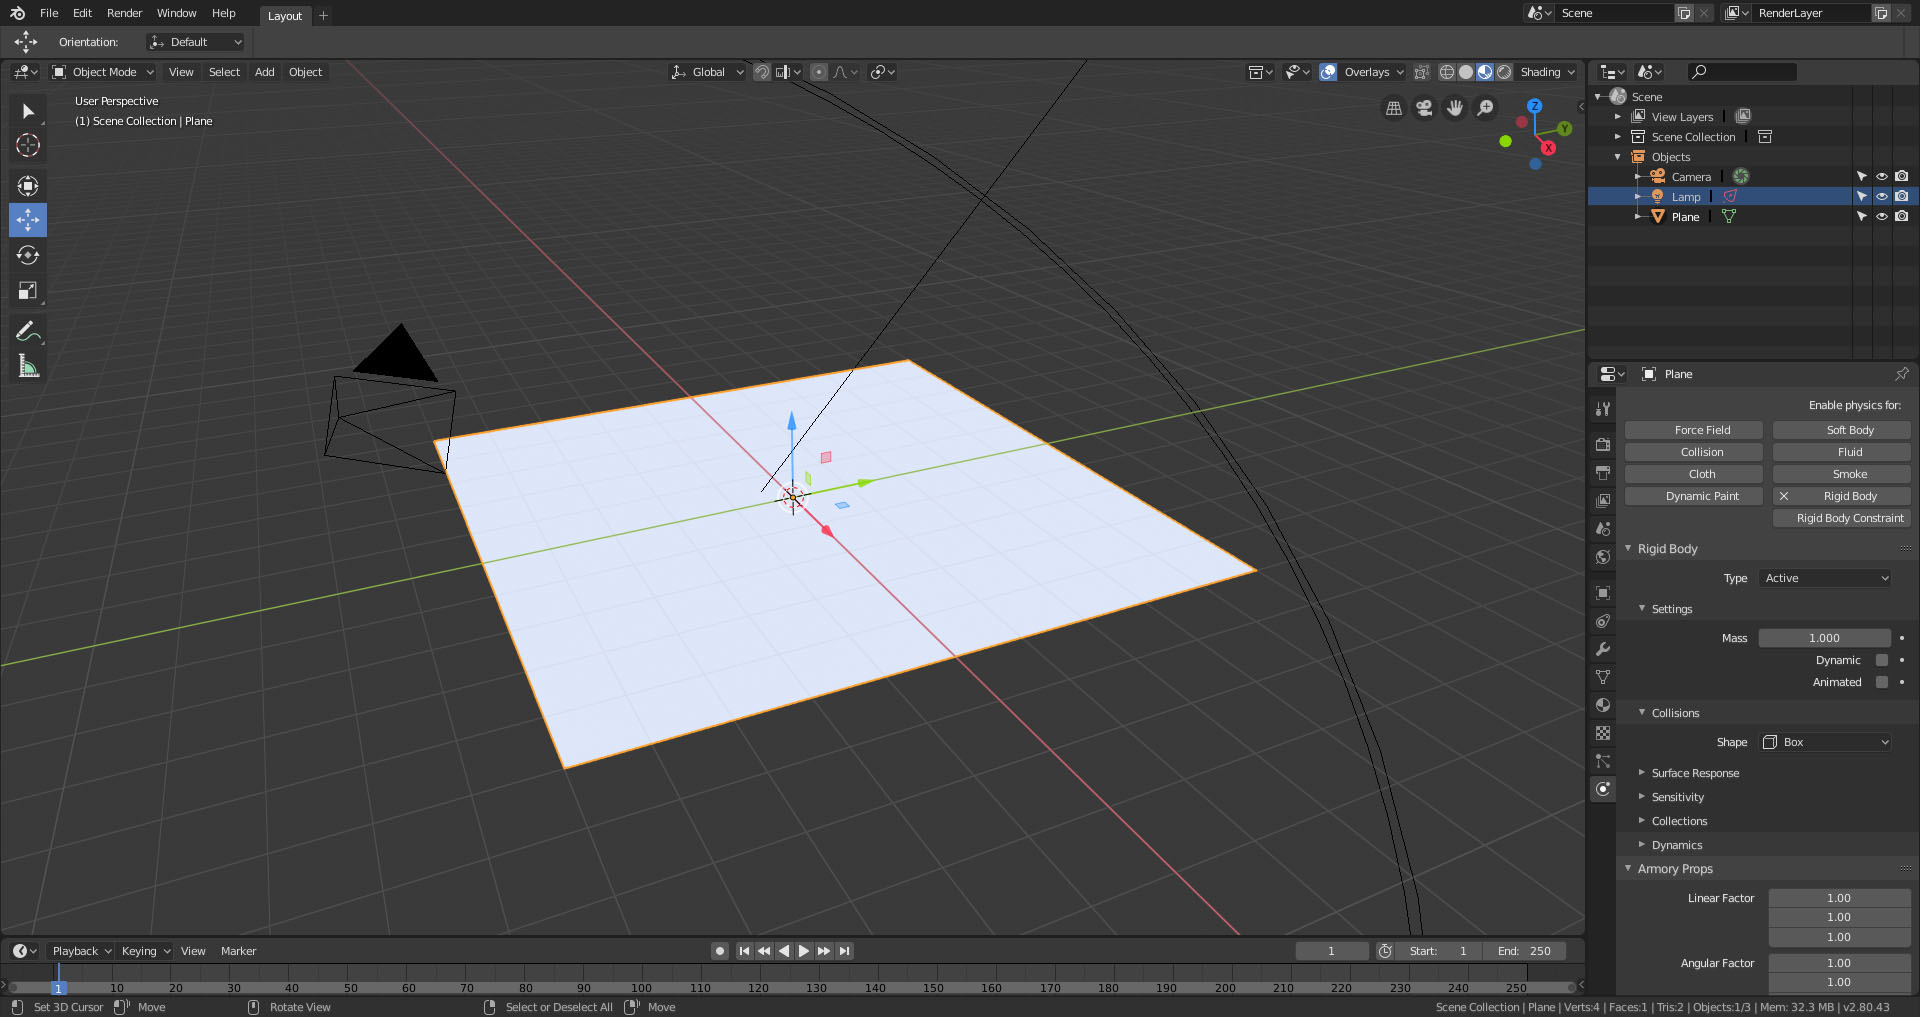 File Edit Render Window Help Layout + Scene RenderLayer
Orientation: Default
Object Mode View Select Add Object Global Overlays Shading
User Perspective
(1) Scene Collection | Plane
Z
Y
X
Scene
View Layers
Scene Collection
Objects
Camera
Lamp
Plane
Plane
Enable physics for:
Force Field Soft Body
Collision Fluid
Cloth Smoke
Dynamic Paint Rigid Body
Rigid Body Constraint
Rigid Body
Type Active
Settings
Mass 1.000
Dynamic
Animated
Collisions
Shape Box
Surface Response
Sensitivity
Collections
Dynamics
Armory Props
Linear Factor 1.00
1.00
1.00
Angular Factor 1.00
1.00
Playback Keying View Marker 1 Start: 1 End: 250
1 10 20 30 40 50 60 70 80 90 100 110 120 130 140 150 160 170 180 190 200 210 220 230 240 250
Set 3D Cursor Move Rotate View Select or Deselect All Move Scene Collection | Plane | Verts:4 | Faces:1 | Tris:2 | Objects:1/3 | Mem: 32.3 MB | v2.80.43